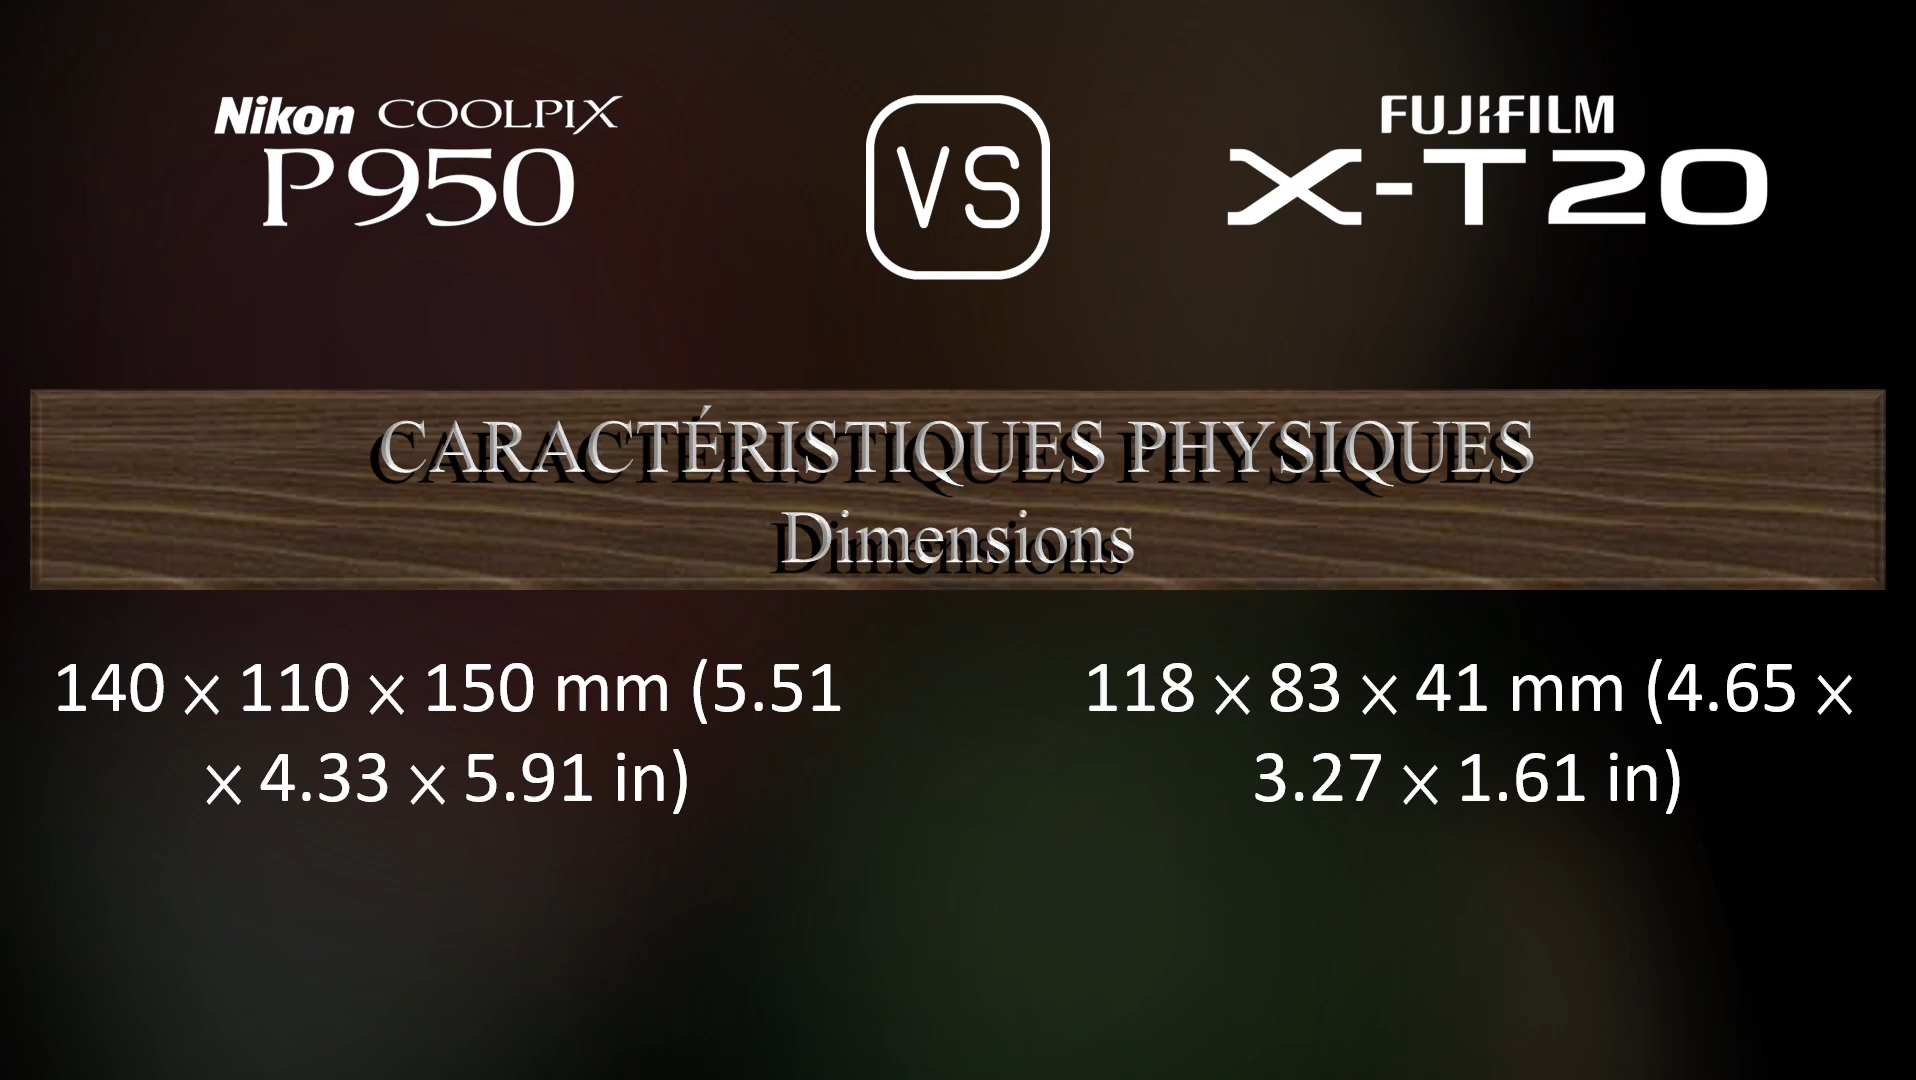 Nikon COOLPIX
P950
VS
FUJIFILM
X-T20
CARACTÉRISTIQUES PHYSIQUES
Dimensions
140 x 110 x 150 mm (5.51
x 4.33 x 5.91 in)
118 x 83 x 41 mm (4.65 x
3.27 x 1.61 in)